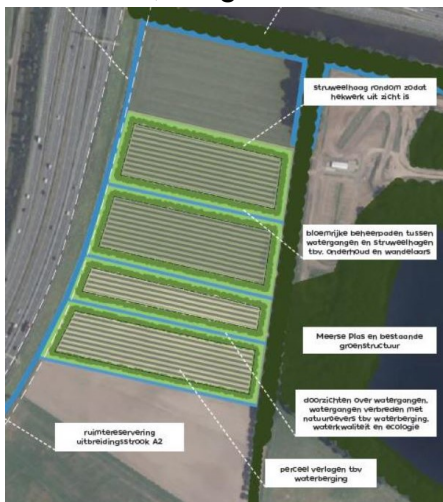 struweelhaag rondom zodat
hekwerk uit zicht is
bloemrijke beheerpaden tussen
watergangen en struweelhagen
tbv. onderhoud en wandelaars
Meerse Plas en bestaande
groenstructuur
doorzichten over watergangen,
watergangen verbreden met
natuuroevers tbv waterberging,
waterkwaliteit en ecologie
ruimtereservering
uitbreidingsstrook A2
perceel verlagen tbv
waterberging